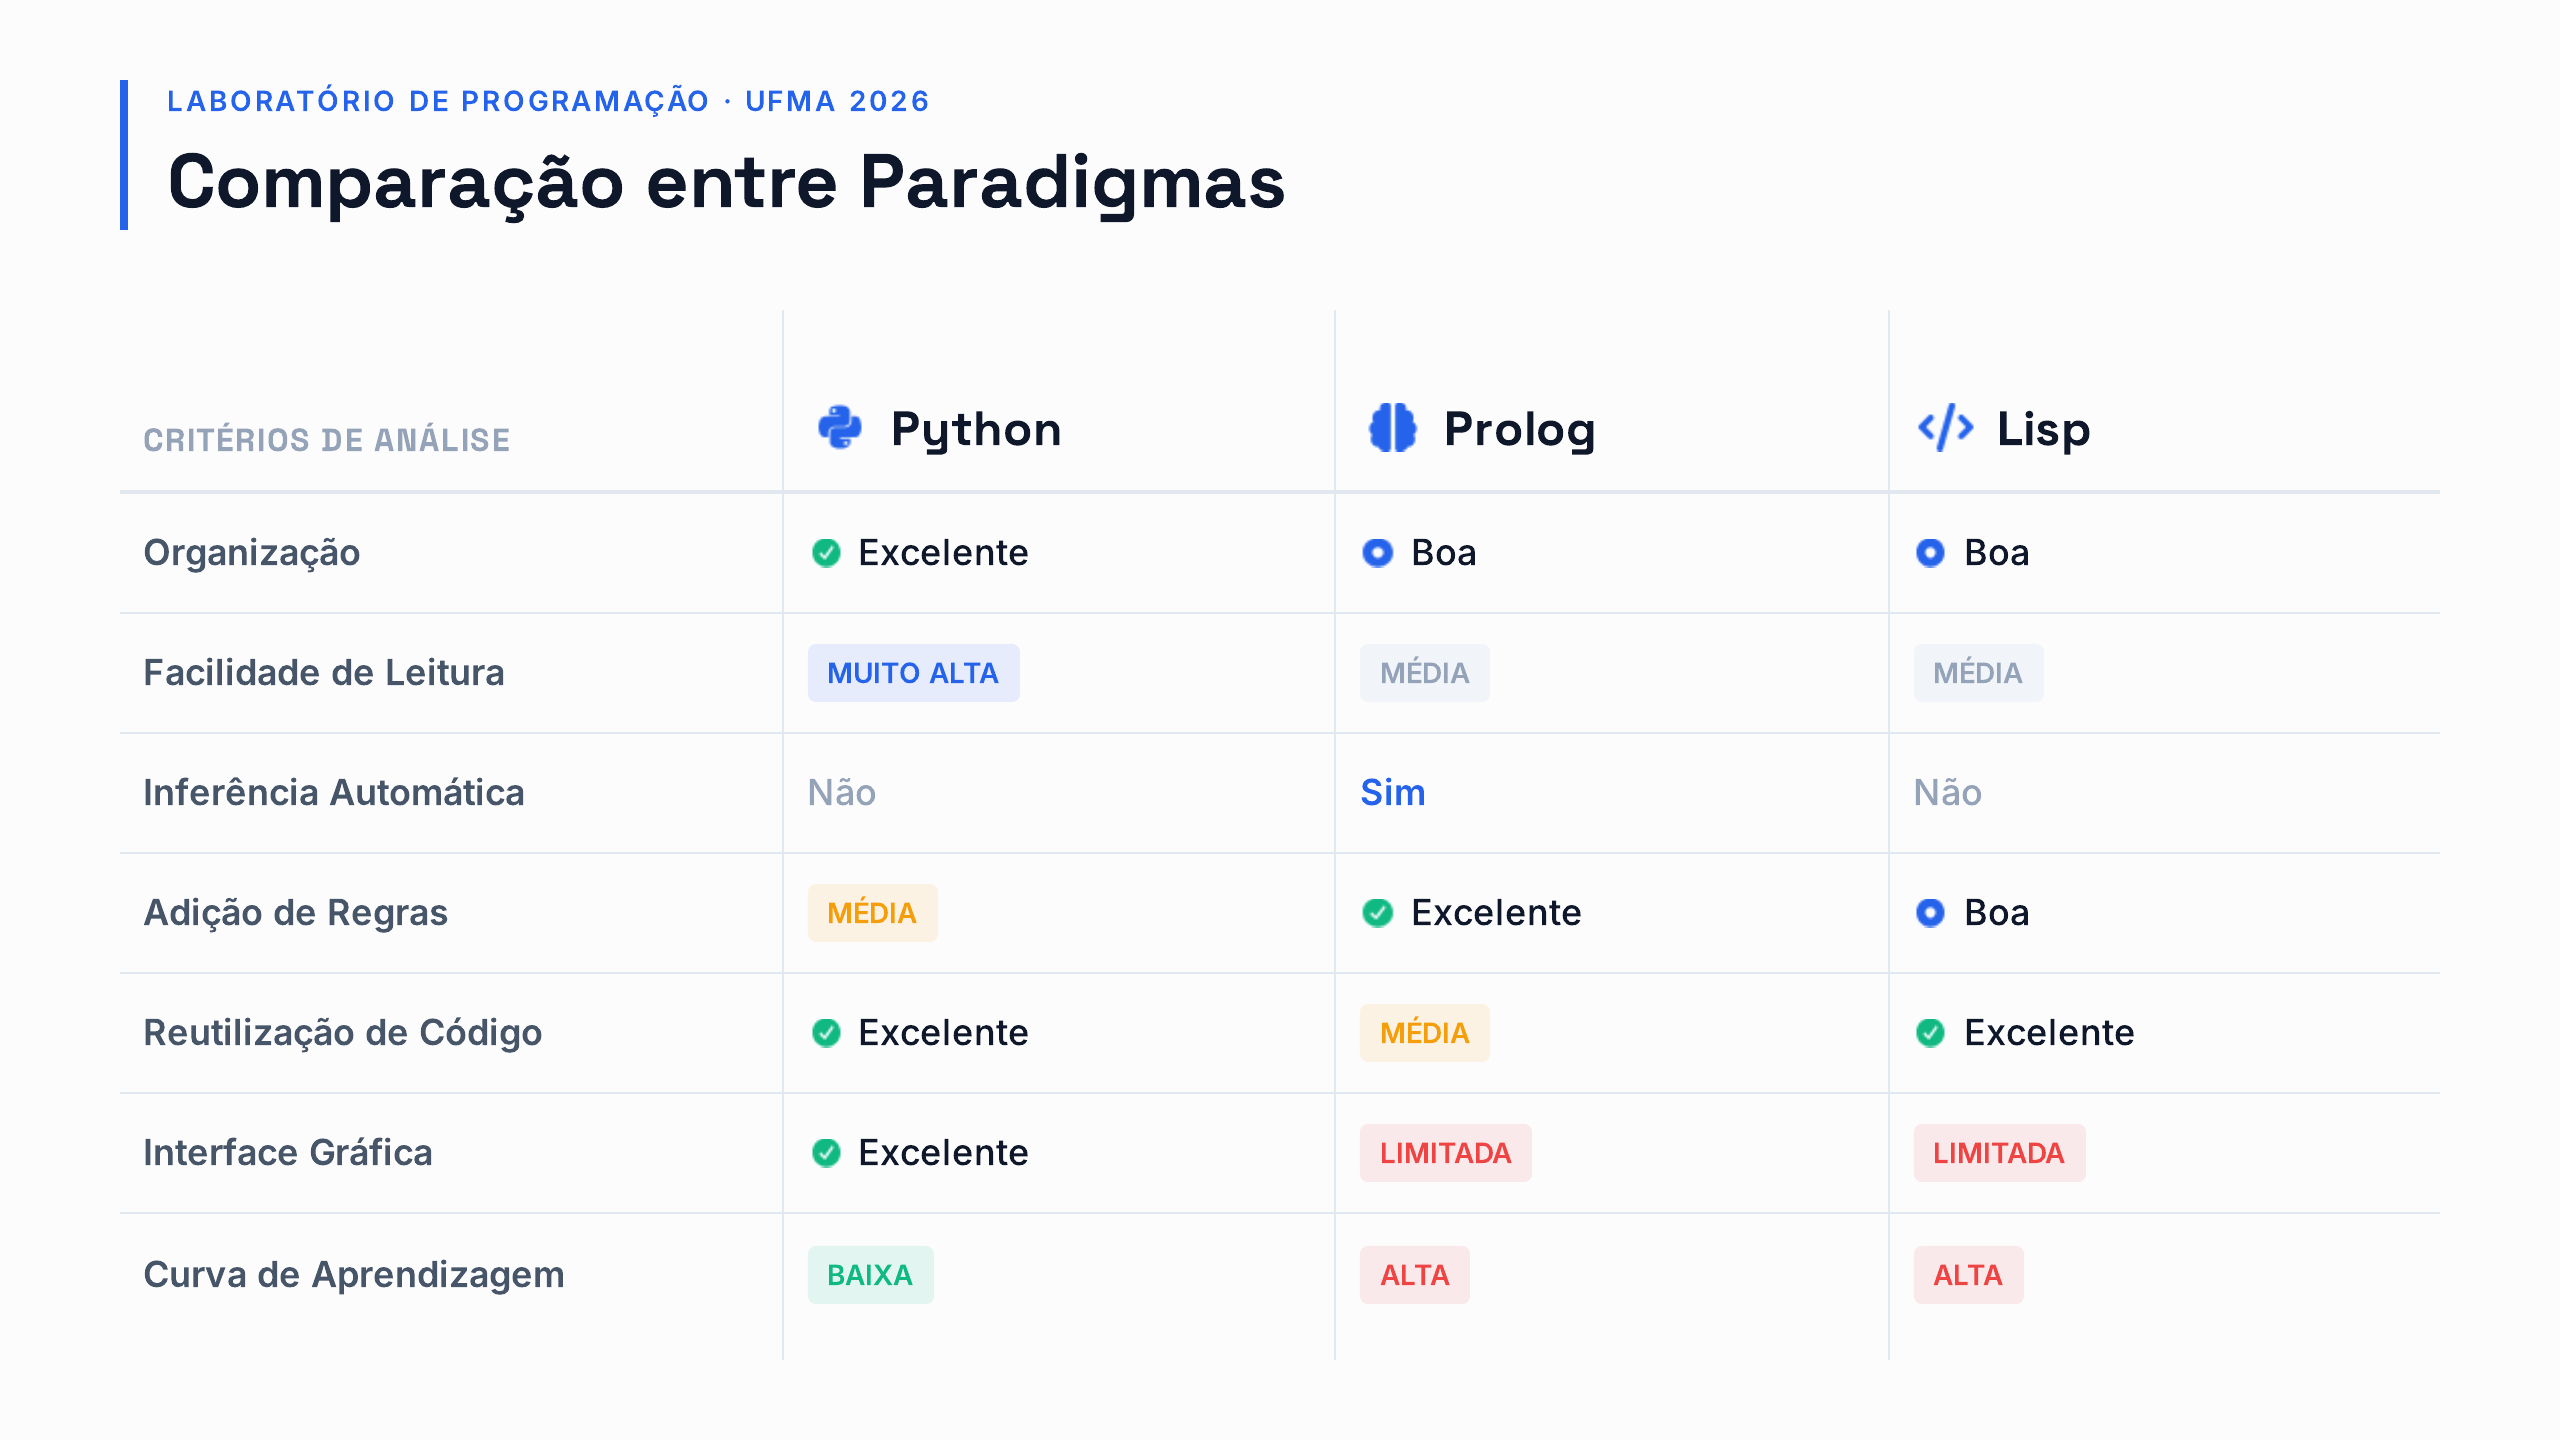 LABORATÓRIO DE PROGRAMAÇÃO · UFMA 2026
Comparação entre Paradigmas
CRITÉRIOS DE ANÁLISE Python Prolog Lisp
Organização Excelente Boa Boa
Facilidade de Leitura MUITO ALTA MÉDIA MÉDIA
Inferência Automática Não Sim Não
Adição de Regras MÉDIA Excelente Boa
Reutilização de Código Excelente MÉDIA Excelente
Interface Gráfica Excelente LIMITADA LIMITADA
Curva de Aprendizagem BAIXA ALTA ALTA